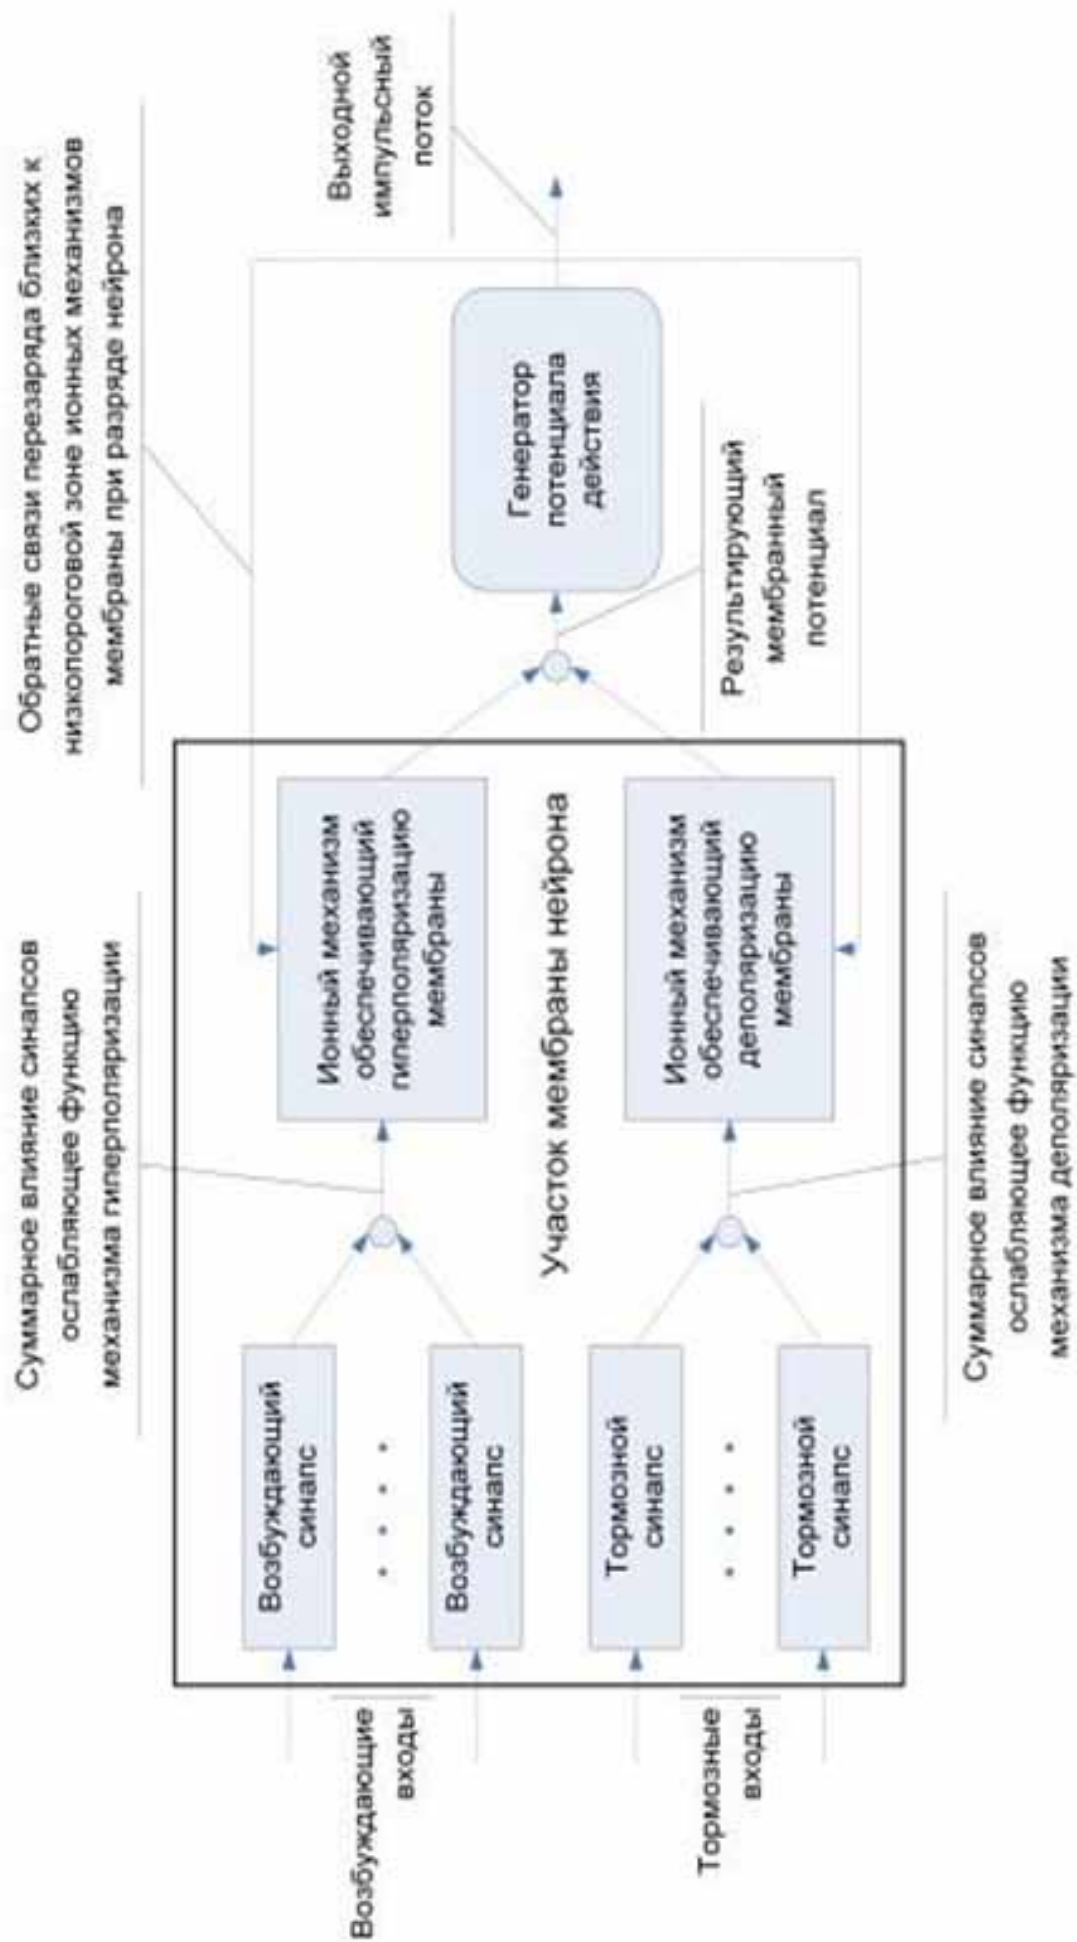 Суммарное влияние синапсов
ослабляющее функцию
механизма гиперполяризации
Обратные связи перезаряда близких к
низкопороговой зоне ионных механизмов
мембраны при разряде нейрона
Возбуждающие
входы
Возбуждающий
синапс
Возбуждающий
синапс
Ионный механизм
обеспечивающий
гиперполяризацию
мембраны
Выходной
импульсный
поток
Участок мембраны нейрона
Генератор
потенциала
действия
Тормозные
входы
Тормозной
синапс
Тормозной
синапс
Ионный механизм
обеспечивающий
деполяризацию
мембраны
Результирующий
мембранный
потенциал
Суммарное влияние синапсов
ослабляющее функцию
механизма деполяризации